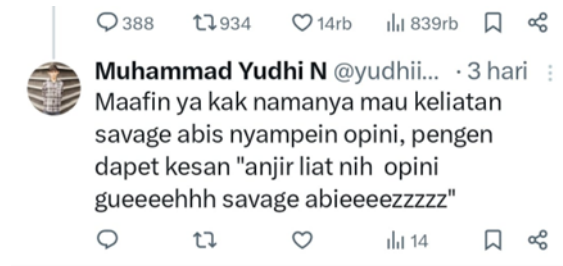 388 934 14rb 839rb
Muhammad Yudhi N @yudhii... · 3 hari
Maafin ya kak namanya mau keliatan
savage abis nyampein opini, pengen
dapet kesan "anjir liat nih opini
gueeeehhh savage abieeeezzzzz"
14